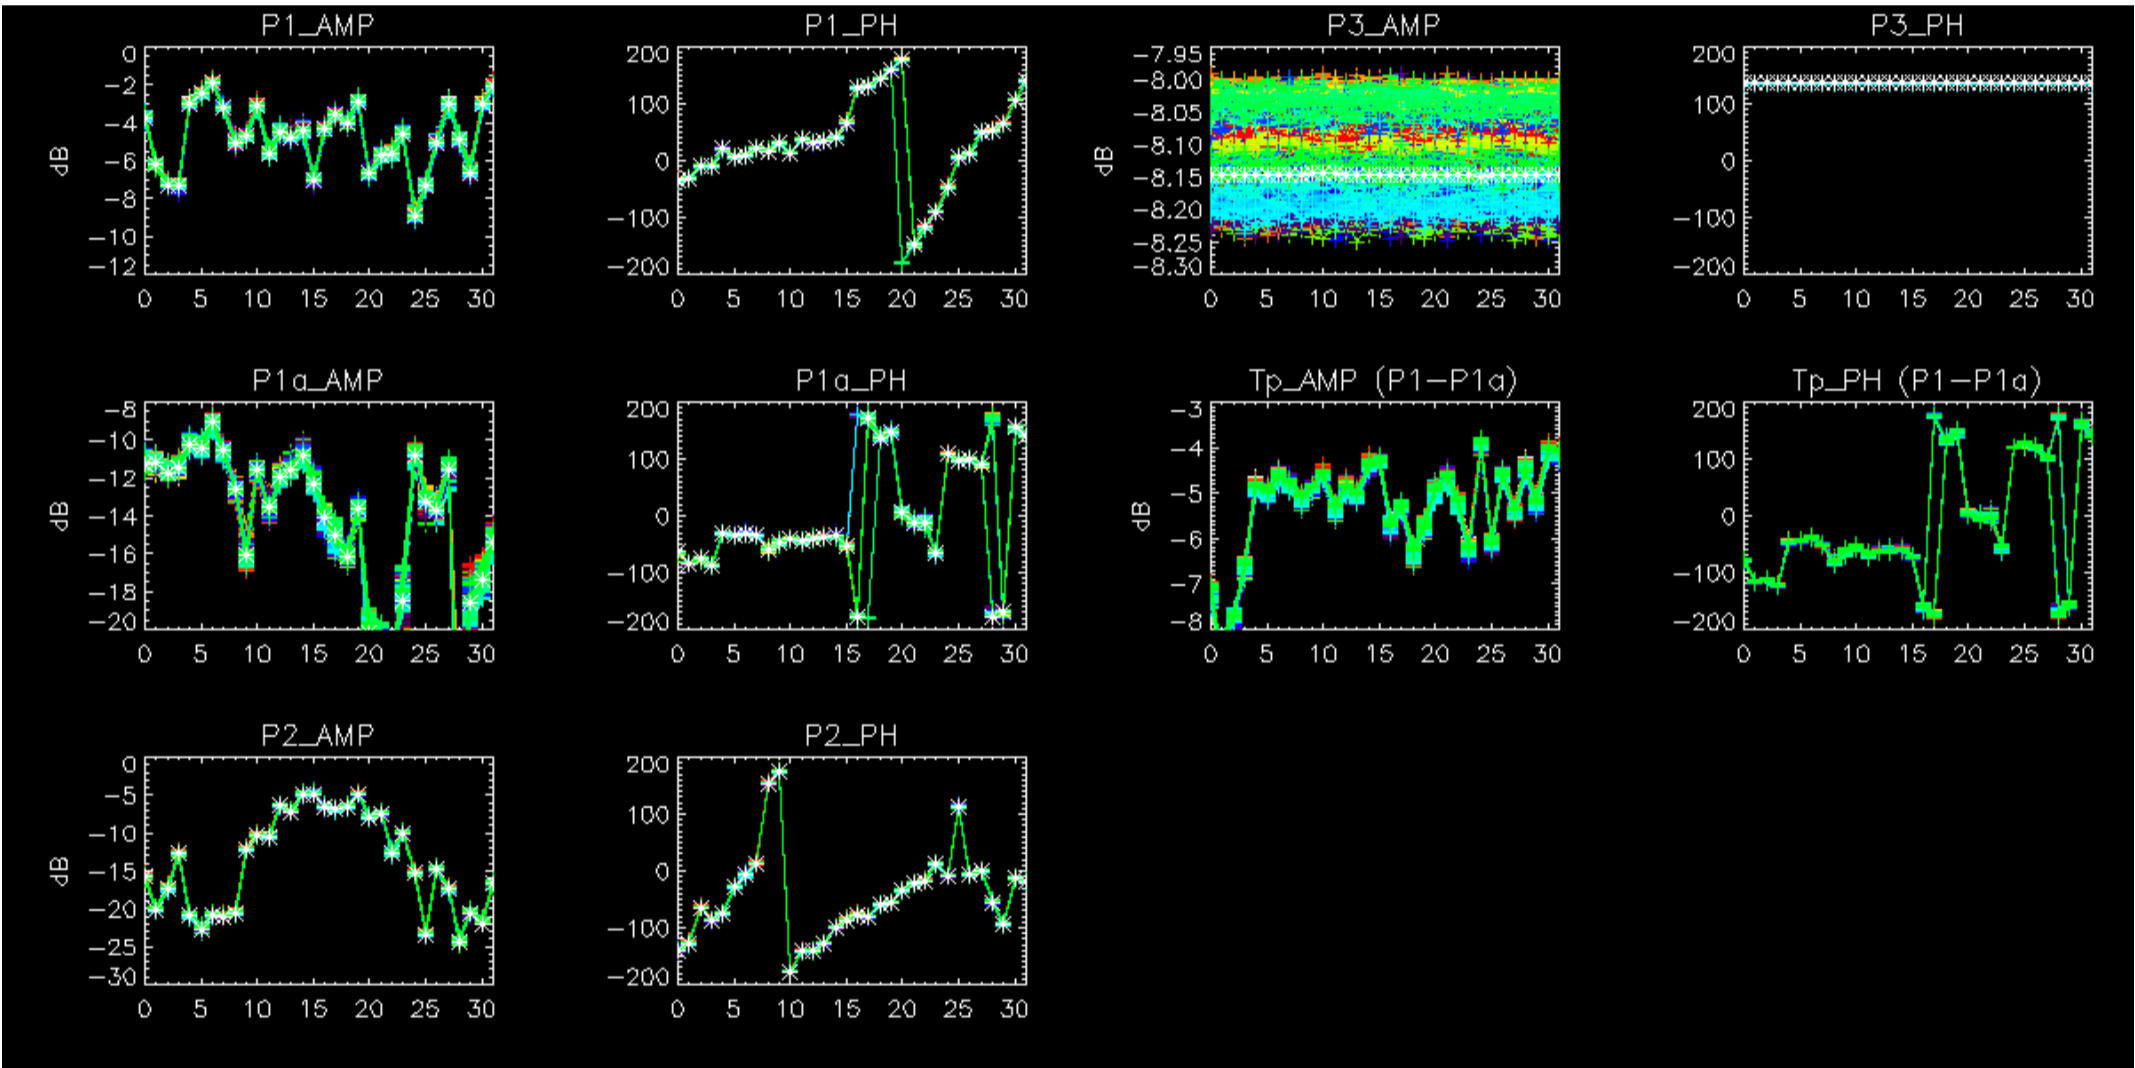 P1_AMP
dB
0
-2
-4
-6
-8
-10
-12
0 5 10 15 20 25 30
P1_PH
200
100
0
-100
-200
0 5 10 15 20 25 30
P3_AMP
dB
-7.95
-8.00
-8.05
-8.10
-8.15
-8.20
-8.25
-8.30
0 5 10 15 20 25 30
P3_PH
200
100
0
-100
-200
0 5 10 15 20 25 30
P1a_AMP
dB
-8
-10
-12
-14
-16
-18
-20
0 5 10 15 20 25 30
P1a_PH
200
100
0
-100
-200
0 5 10 15 20 25 30
Tp_AMP (P1-P1a)
dB
-3
-4
-5
-6
-7
-8
0 5 10 15 20 25 30
Tp_PH (P1-P1a)
200
100
0
-100
-200
0 5 10 15 20 25 30
P2_AMP
dB
0
-5
-10
-15
-20
-25
-30
0 5 10 15 20 25 30
P2_PH
200
100
0
-100
-200
0 5 10 15 20 25 30